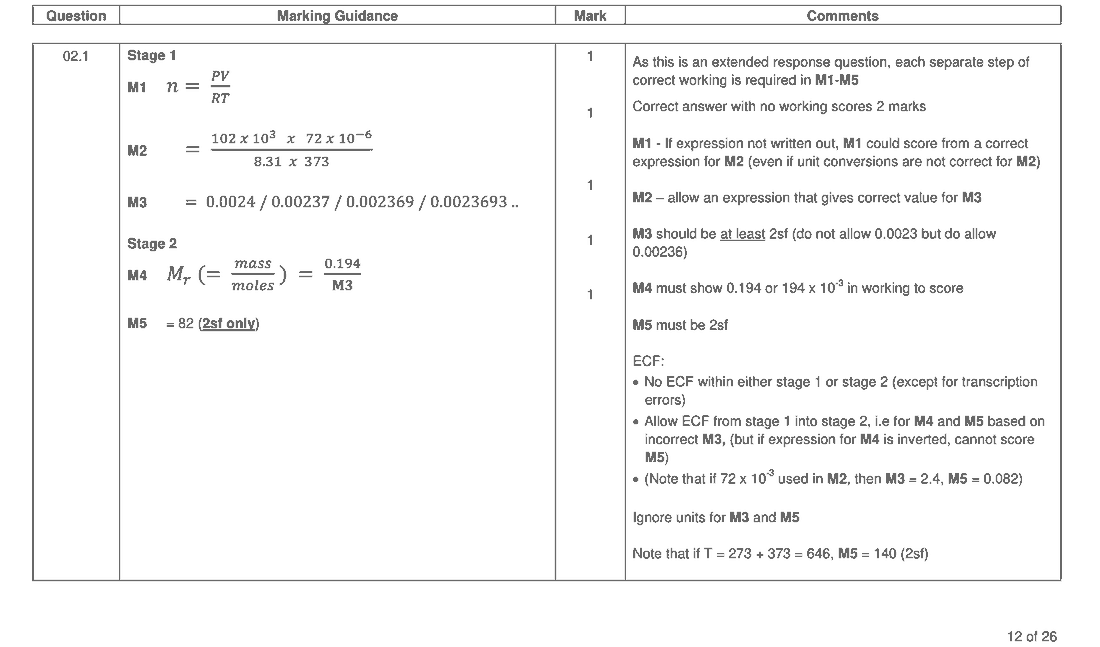 Question Marking Guidance Mark Comments
02.1
Stage 1
M1 n = PV / RT
M2 = 102 x 10³ x 72 x 10⁻⁶ / 8.31 x 373
M3 = 0.0024 / 0.00237 / 0.002369 / 0.0023693 ..
Stage 2
M4 Mᵣ (= mass / moles) = 0.194 / M3
M5 = 82 (2sf only)
1
1
1
1
1
As this is an extended response question, each separate step of
correct working is required in M1-M5
Correct answer with no working scores 2 marks
M1 - If expression not written out, M1 could score from a correct
expression for M2 (even if unit conversions are not correct for M2)
M2 – allow an expression that gives correct value for M3
M3 should be at least 2sf (do not allow 0.0023 but do allow
0.00236)
M4 must show 0.194 or 194 x 10⁻³ in working to score
M5 must be 2sf
ECF:
• No ECF within either stage 1 or stage 2 (except for transcription
errors)
• Allow ECF from stage 1 into stage 2, i.e for M4 and M5 based on
incorrect M3, (but if expression for M4 is inverted, cannot score
M5)
• (Note that if 72 x 10⁻³ used in M2, then M3 = 2.4, M5 = 0.082)
Ignore units for M3 and M5
Note that if T = 273 + 373 = 646, M5 = 140 (2sf)
12 of 26